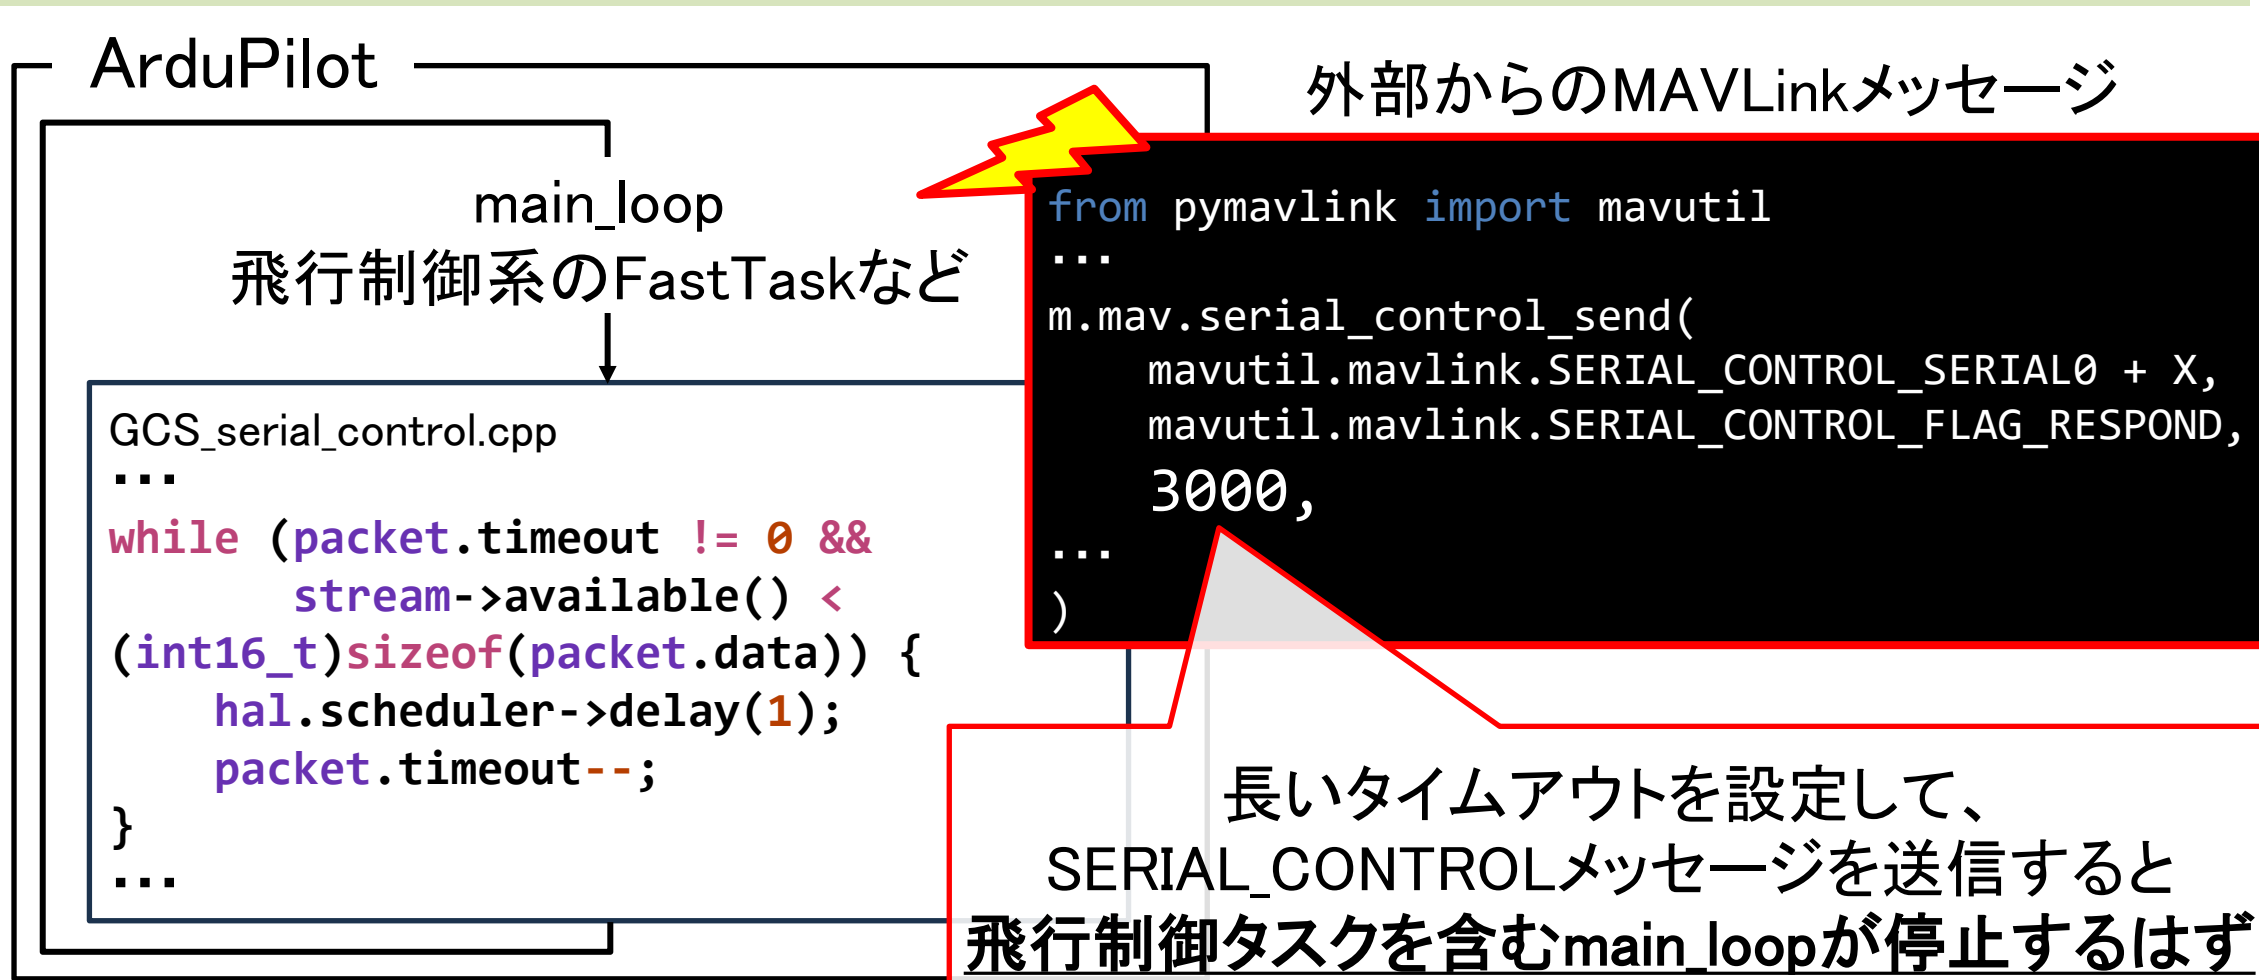 ArduPilot
main_loop
飛行制御系のFastTaskなど
GCS_serial_control.cpp
...
while (packet.timeout != 0 &&
stream->available() <
(int16_t)sizeof(packet.data)) {
hal.scheduler->delay(1);
packet.timeout--;
}
...
外部からのMAVLinkメッセージ
from pymavlink import mavutil
...
m.mav.serial_control_send(
mavutil.mavlink.SERIAL_CONTROL_SERIAL0 + X,
mavutil.mavlink.SERIAL_CONTROL_FLAG_RESPOND,
3000,
...
)
長いタイムアウトを設定して、
SERIAL_CONTROLメッセージを送信すると
飛行制御タスクを含むmain_loopが停止するはず